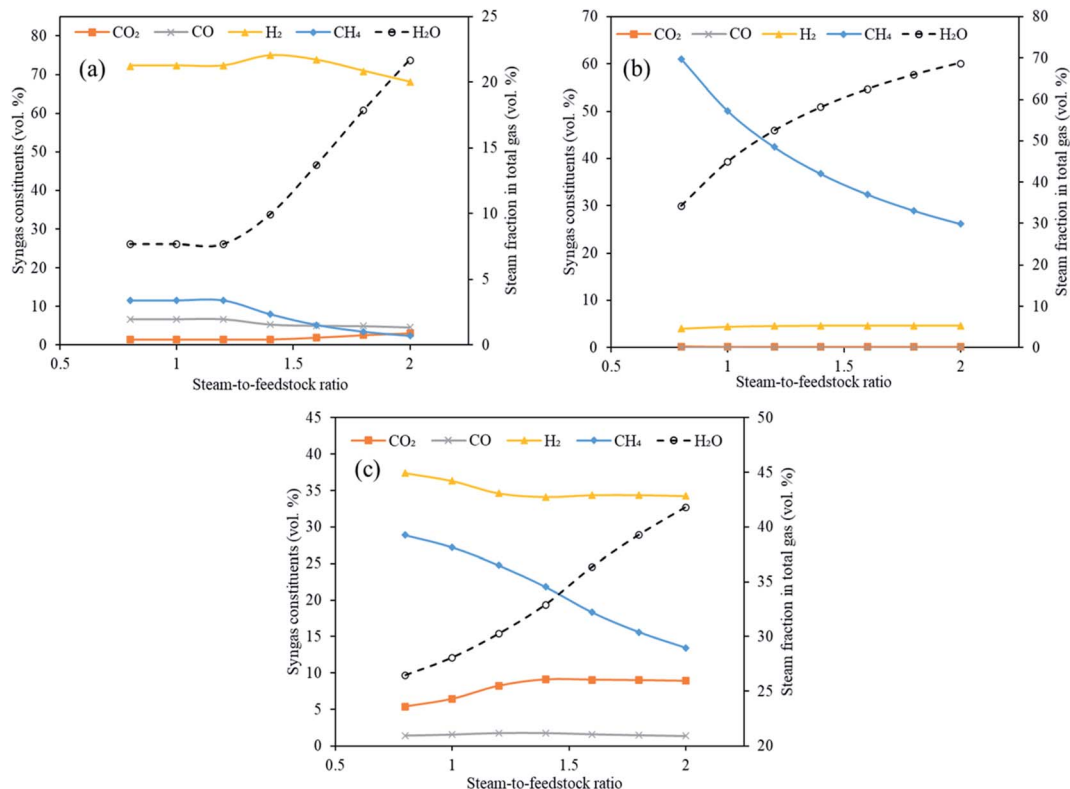 CO₂ CO H₂ CH₄ H₂O
(a)
Syngas constituents (vol. %)
80
70
60
50
40
30
20
10
0
25
20
15
10
5
0
Steam fraction in total gas (vol. %)
0.5 1 1.5 2
Steam-to-feedstock ratio
CO₂ CO H₂ CH₄ H₂O
(b)
Syngas constituents (vol. %)
70
60
50
40
30
20
10
0
80
70
60
50
40
30
20
10
0
Steam fraction in total gas (vol. %)
0.5 1 1.5 2
Steam-to-feedstock ratio
CO₂ CO H₂ CH₄ H₂O
(c)
Syngas constituents (vol. %)
45
40
35
30
25
20
15
10
5
0
50
45
40
35
30
25
20
Steam fraction in total gas (vol. %)
0.5 1 1.5 2
Steam-to-feedstock ratio